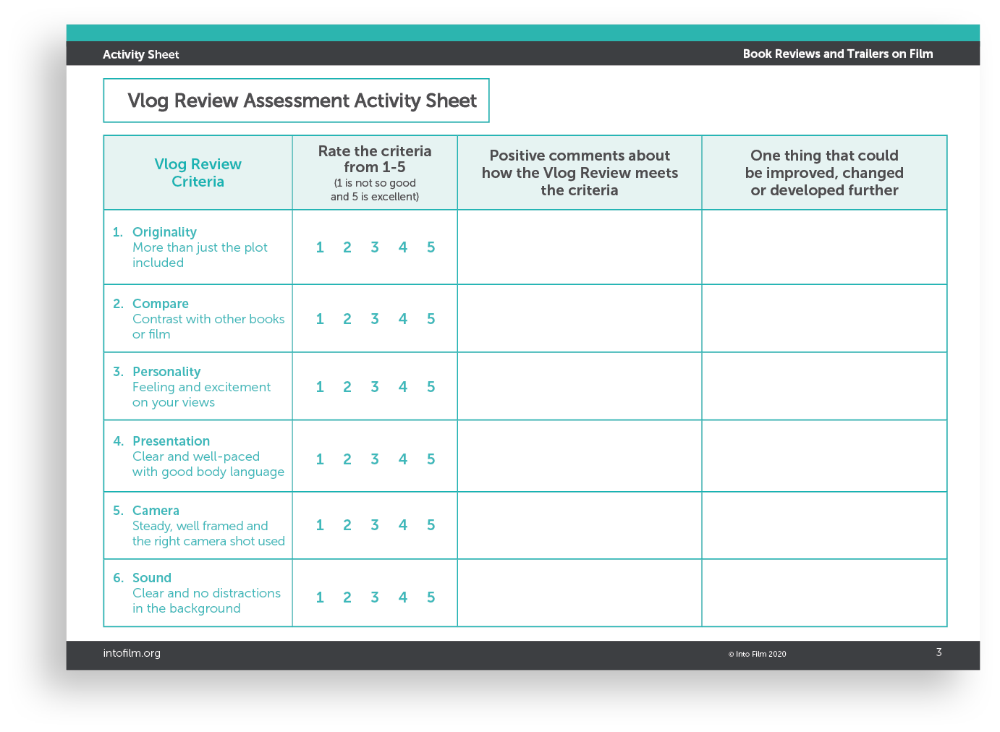 Activity Sheet
Book Reviews and Trailers on Film
Vlog Review Assessment Activity Sheet
Vlog Review
Criteria
Rate the criteria
from 1-5
(1 is not so good
and 5 is excellent)
Positive comments about
how the Vlog Review meets
the criteria
One thing that could
be improved, changed
or developed further
1. Originality
More than just the plot
included
1 2 3 4 5
2. Compare
Contrast with other books
or film
1 2 3 4 5
3. Personality
Feeling and excitement
on your views
1 2 3 4 5
4. Presentation
Clear and well-paced
with good body language
1 2 3 4 5
5. Camera
Steady, well framed and
the right camera shot used
1 2 3 4 5
6. Sound
Clear and no distractions
in the background
1 2 3 4 5
intofilm.org
© Into Film 2020
3